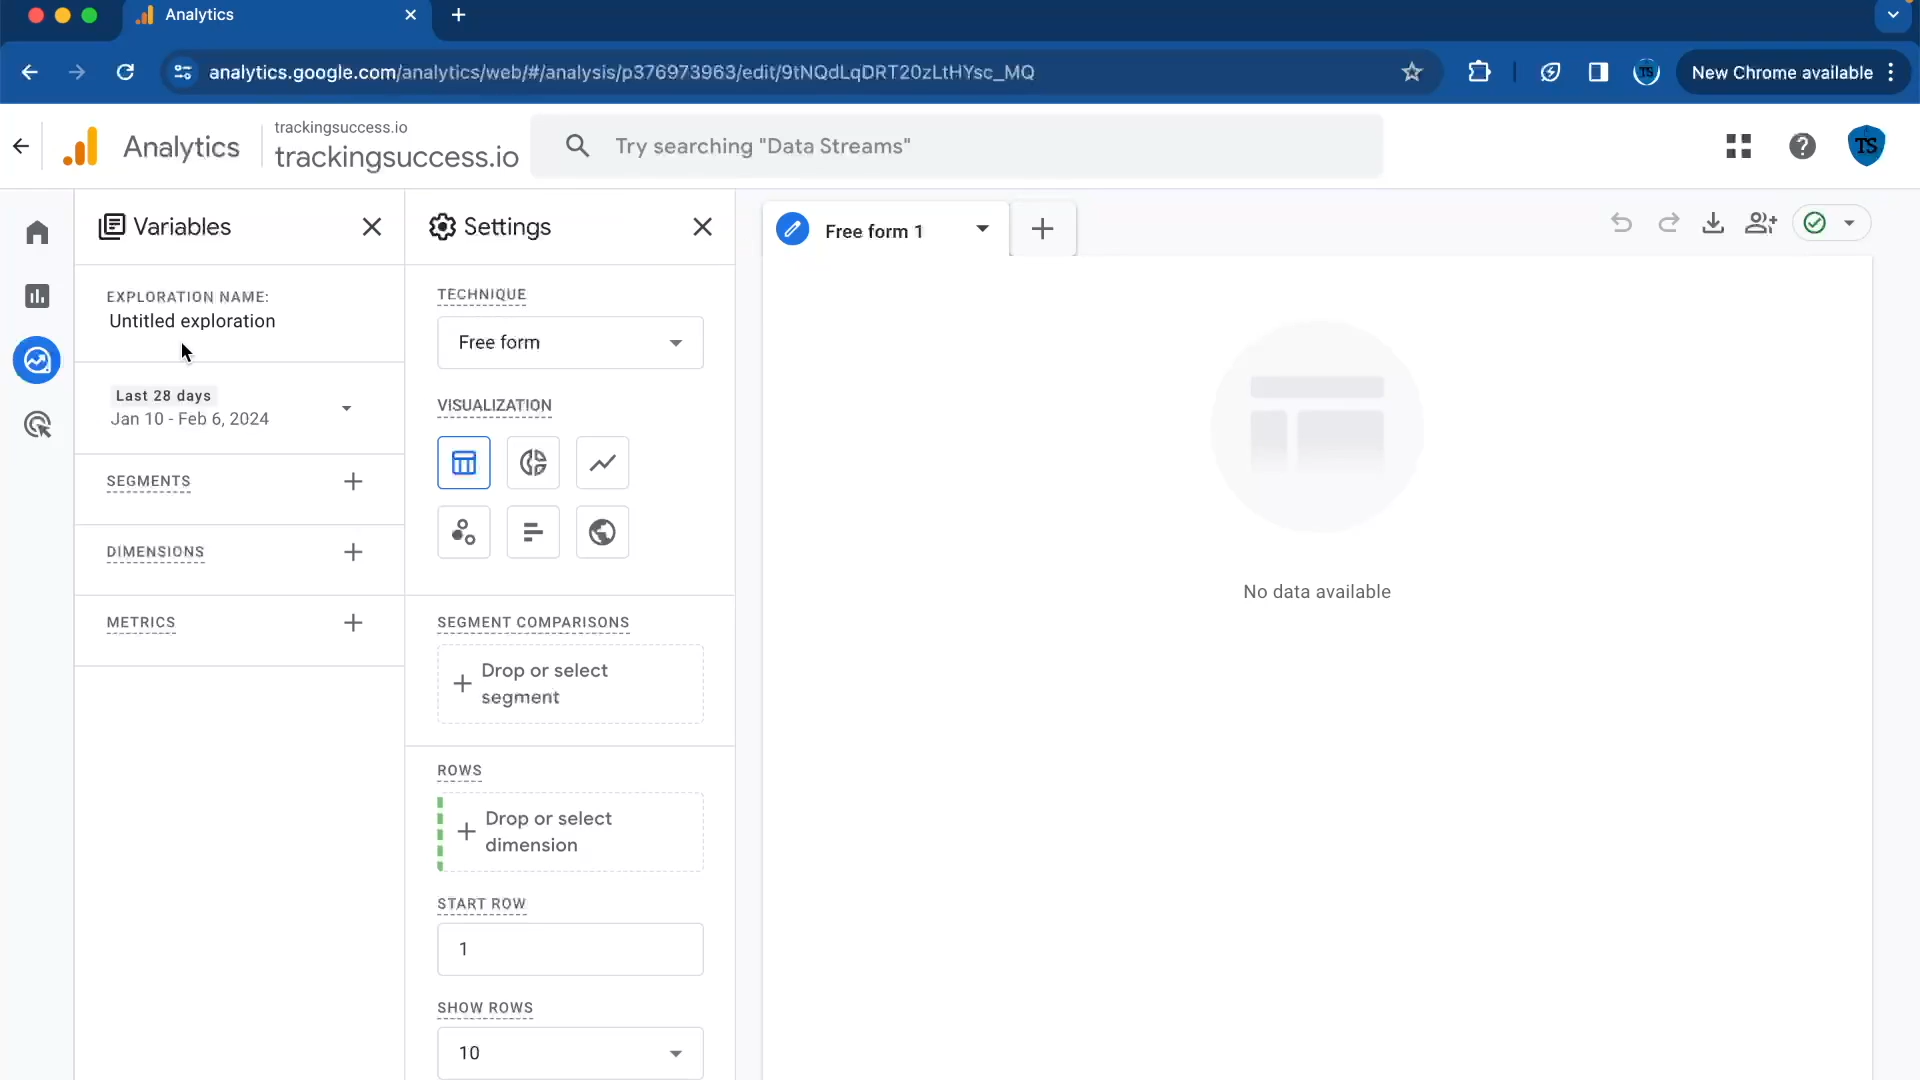 Analytics
analytics.google.com/analytics/web/#/analysis/p376973963/edit/9tNQdLqDRT20zLtHYsc_MQ
TS
New Chrome available
Analytics
trackingsuccess.io
trackingsuccess.io
Try searching "Data Streams"
TS
Variables
Settings
Free form 1
EXPLORATION NAME:
Untitled exploration
Last 28 days
Jan 10 - Feb 6, 2024
SEGMENTS
DIMENSIONS
METRICS
TECHNIQUE
Free form
VISUALIZATION
SEGMENT COMPARISONS
Drop or select
segment
ROWS
Drop or select
dimension
START ROW
1
SHOW ROWS
10
No data available